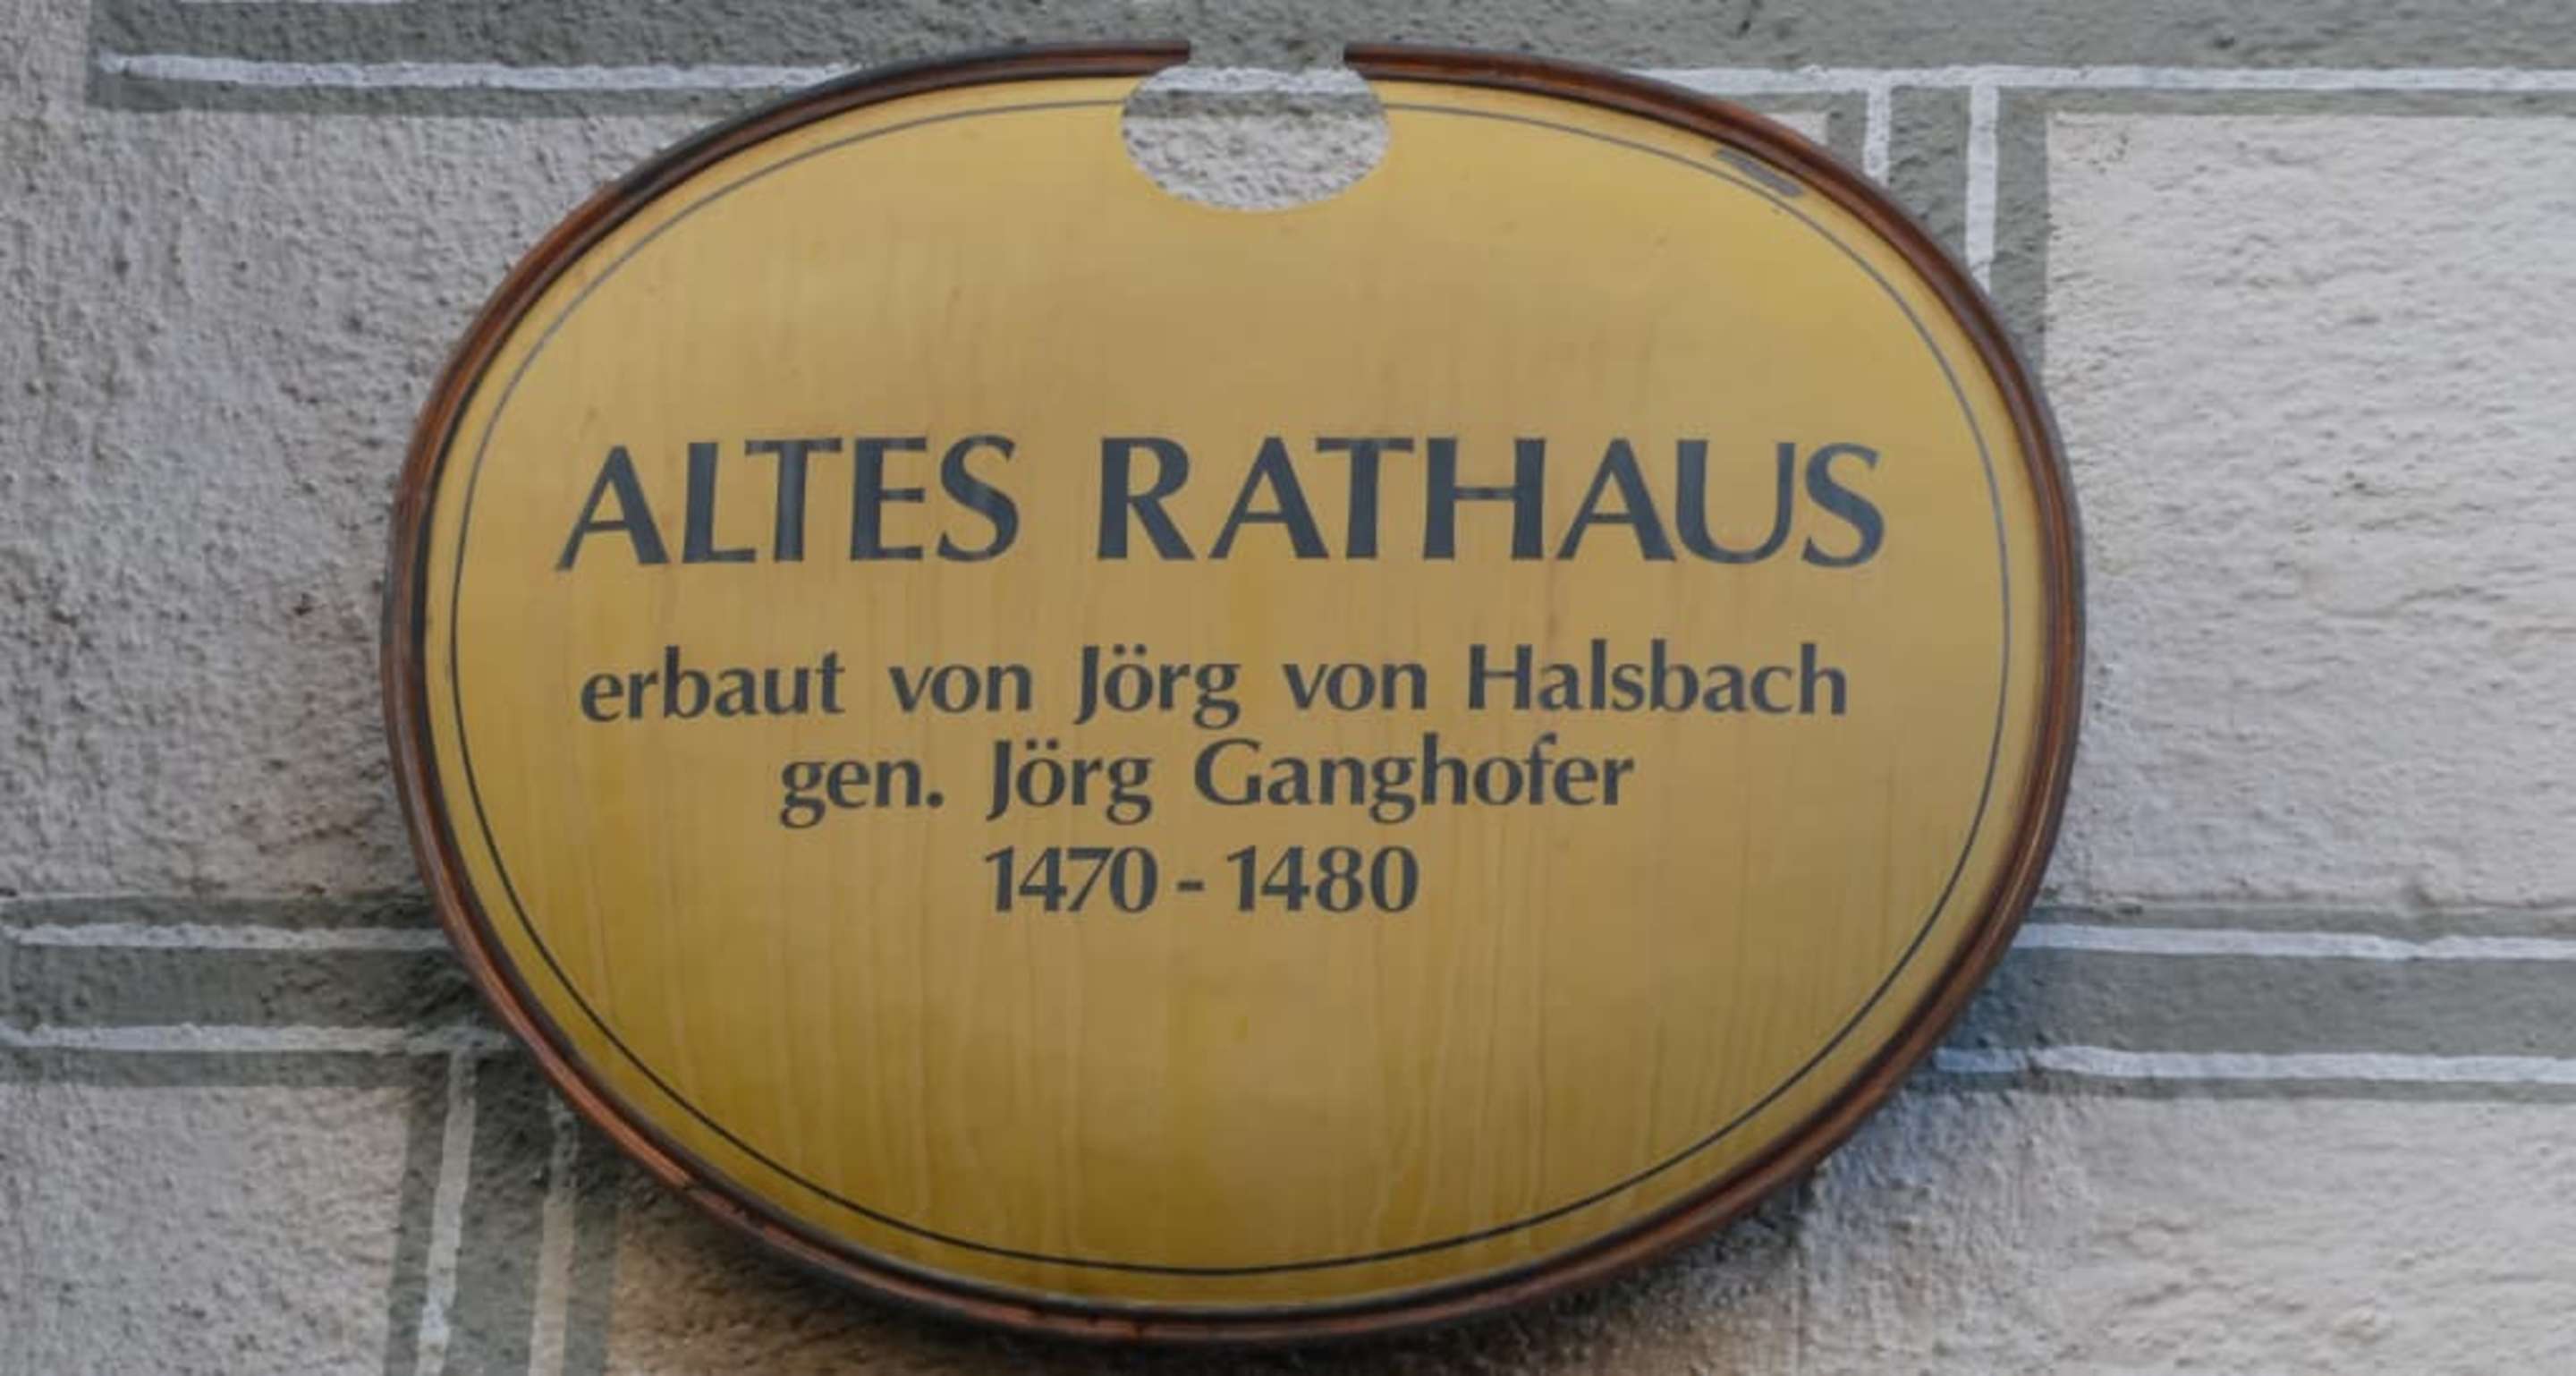 ALTES RATHAUS
erbaut von Jörg von Halsbach
gen. Jörg Ganghofer
1470 - 1480